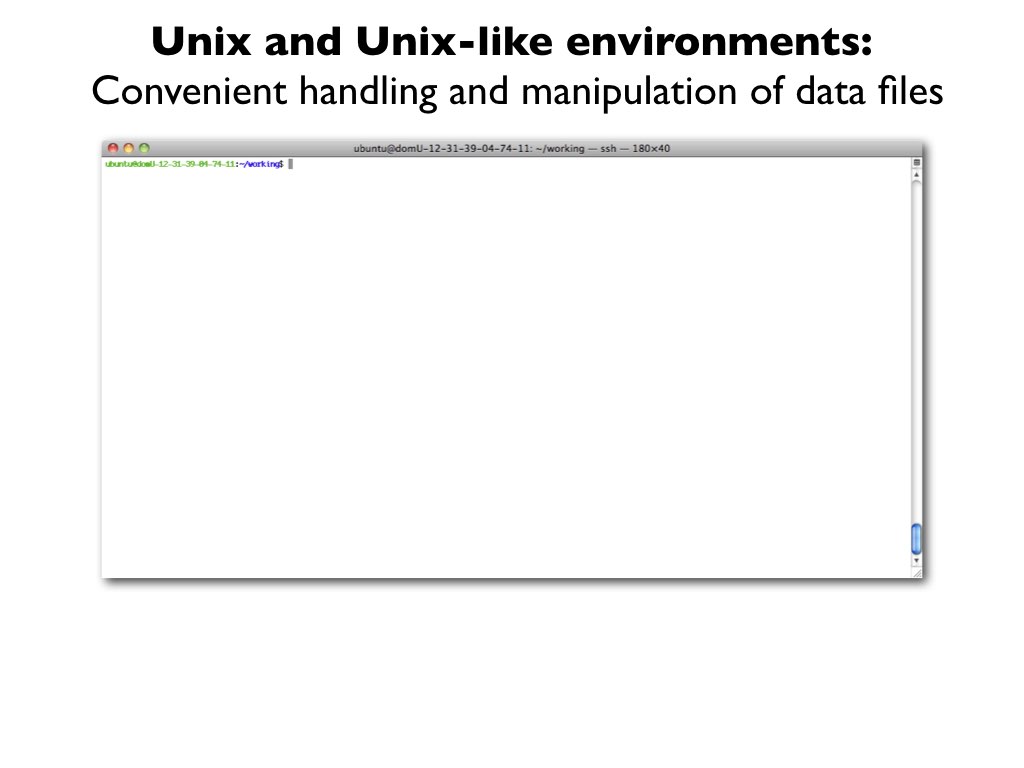 Unix and Unix-like environments:
Convenient handling and manipulation of data files
ubuntu@domU-12-31-39-04-74-11: ~/working — ssh — 180×40
ubuntu@domU-12-31-39-04-74-11:~/working$